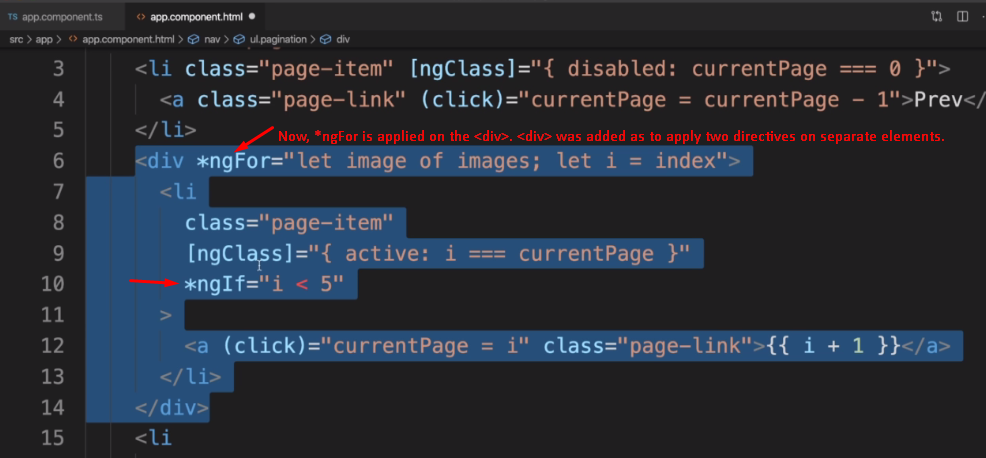 TS app.component.ts <> app.component.html ●
src > app > <> app.component.html > nav > ul.pagination > div
3 <li class="page-item" [ngClass]="{ disabled: currentPage === 0 }">
4 <a class="page-link" (click)="currentPage = currentPage - 1">Prev</
5 </li>
Now, *ngFor is applied on the <div>. <div> was added as to apply two directives on separate elements.
6 <div *ngFor="let image of images; let i = index">
7 <li
8 class="page-item"
9 [ngClass]="{ active: i === currentPage }"
10 *ngIf="i < 5"
11 >
12 <a (click)="currentPage = i" class="page-link">{{ i + 1 }}</a>
13 </li>
14 </div>
15 <li